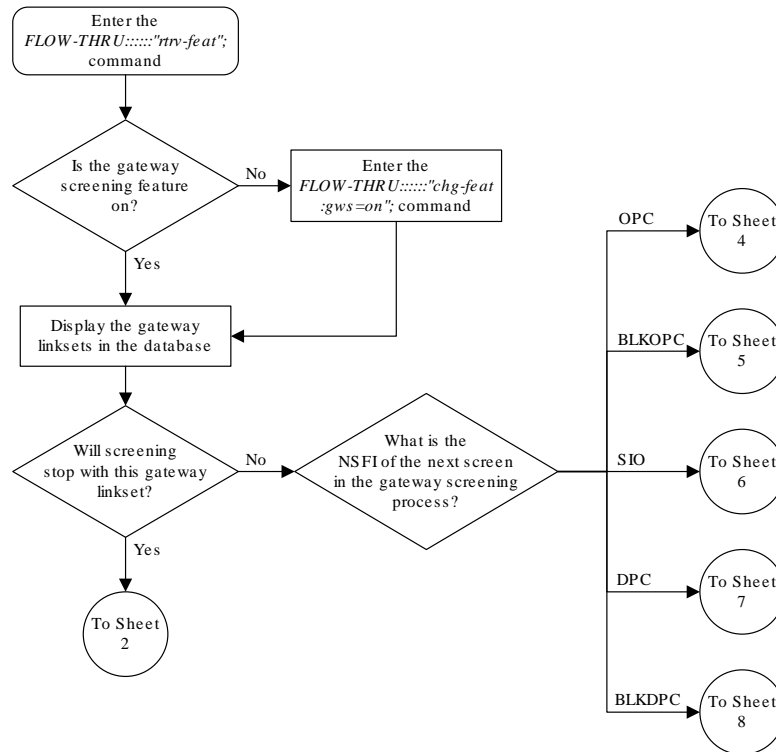 Enter the
FLOW-THRU::::::"rtrv-feat";
command
Is the gateway
screening feature
on?
No
Enter the
FLOW-THRU::::::"chg-feat
:gws=on"; command
Yes
Display the gateway
linksets in the database
Will screening
stop with this gateway
linkset?
No
What is the
NSFI of the next screen
in the gateway screening
process?
Yes
To Sheet
2
OPC
To Sheet
4
BLKOPC
To Sheet
5
SIO
To Sheet
6
DPC
To Sheet
7
BLKDPC
To Sheet
8